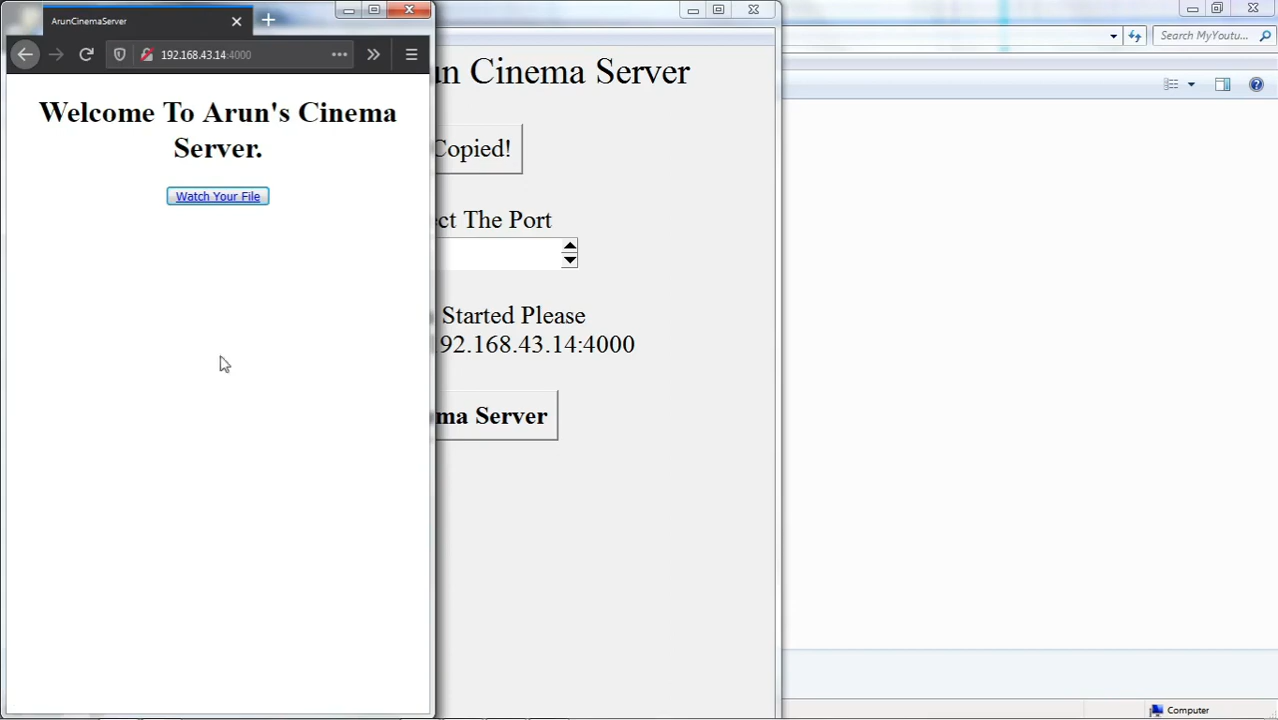 ArunCinemaServer
192.168.43.14:4000
Welcome To Arun's Cinema
Server.
Watch Your File
un Cinema Server
Copied!
ect The Port
Started Please
92.168.43.14:4000
ma Server
Search MyYoutu...
Computer